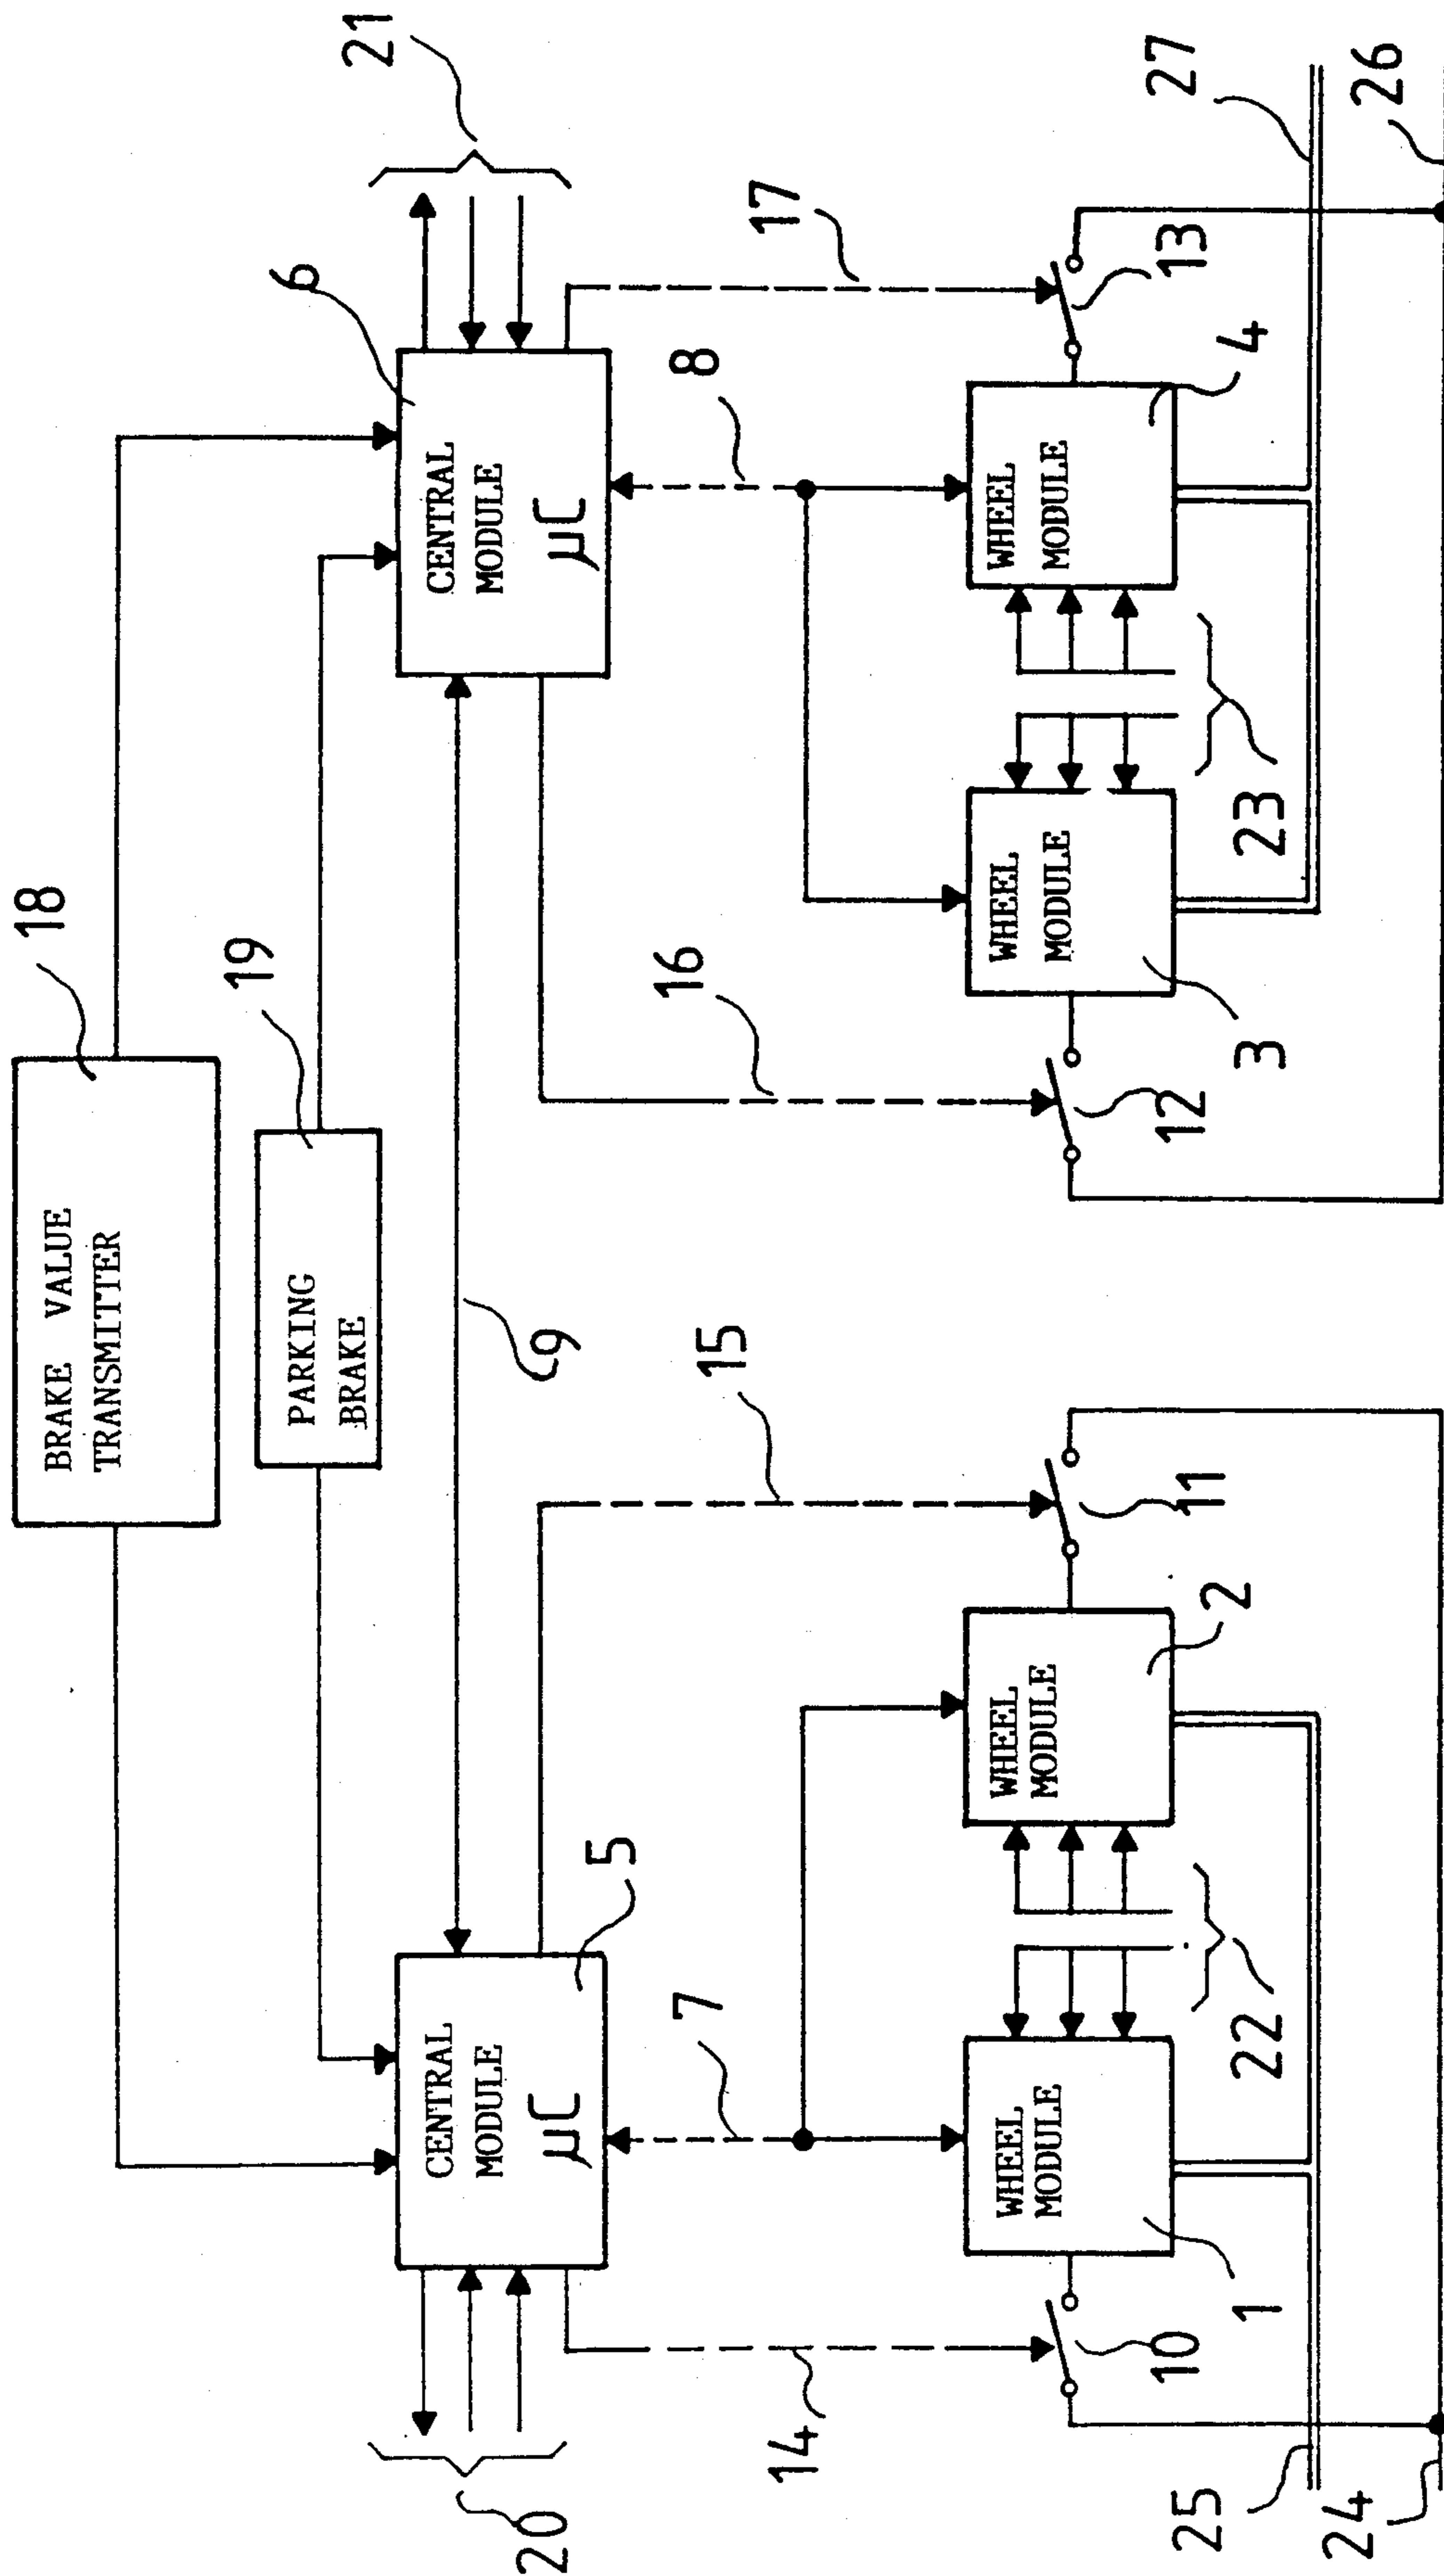 BRAKE VALUE
TRANSMITTER
18
PARKING
BRAKE
19
20
CENTRAL
MODULE
µC
5
9
CENTRAL
MODULE
µC
6
21
14
7
15
16
8
17
10
WHEEL
MODULE
1
22
WHEEL
MODULE
2
11
12
WHEEL
MODULE
3
23
WHEEL
MODULE
4
13
25
24
27
26